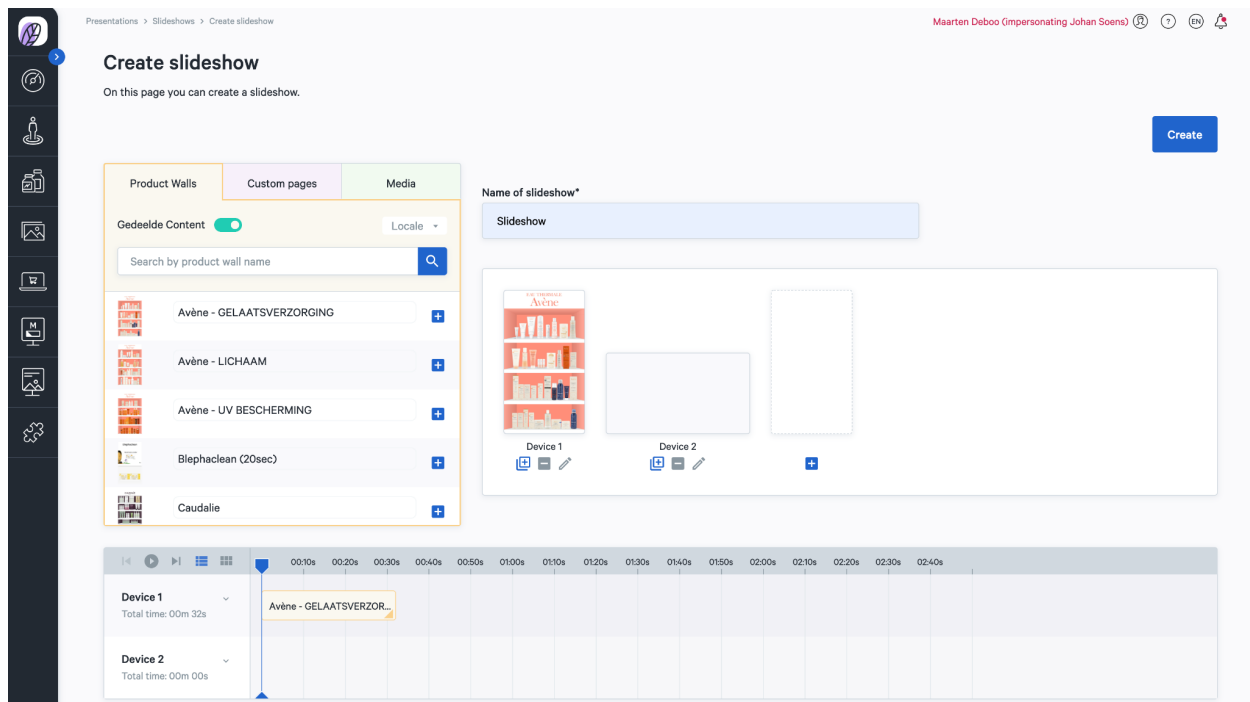 Presentations > Slideshows > Create slideshow
Maarten Deboo (impersonating Johan Soens)
EN
Create slideshow
On this page you can create a slideshow.
Create
Product Walls
Custom pages
Media
Gedeelde Content
Locale
Search by product wall name
Avène - GELAATSVERZORGING
Avène - LICHAAM
Avène - UV BESCHERMING
Blephaclean (20sec)
Caudalie
Name of slideshow*
Slideshow
EAU THERMALE
Avène
Device 1
Device 2
M
00:10s 00:20s 00:30s 00:40s 00:50s 01:00s 01:10s 01:20s 01:30s 01:40s 01:50s 02:00s 02:10s 02:20s 02:30s 02:40s
Device 1
Total time: 00m 32s
Avène - GELAATSVERZOR...
Device 2
Total time: 00m 00s